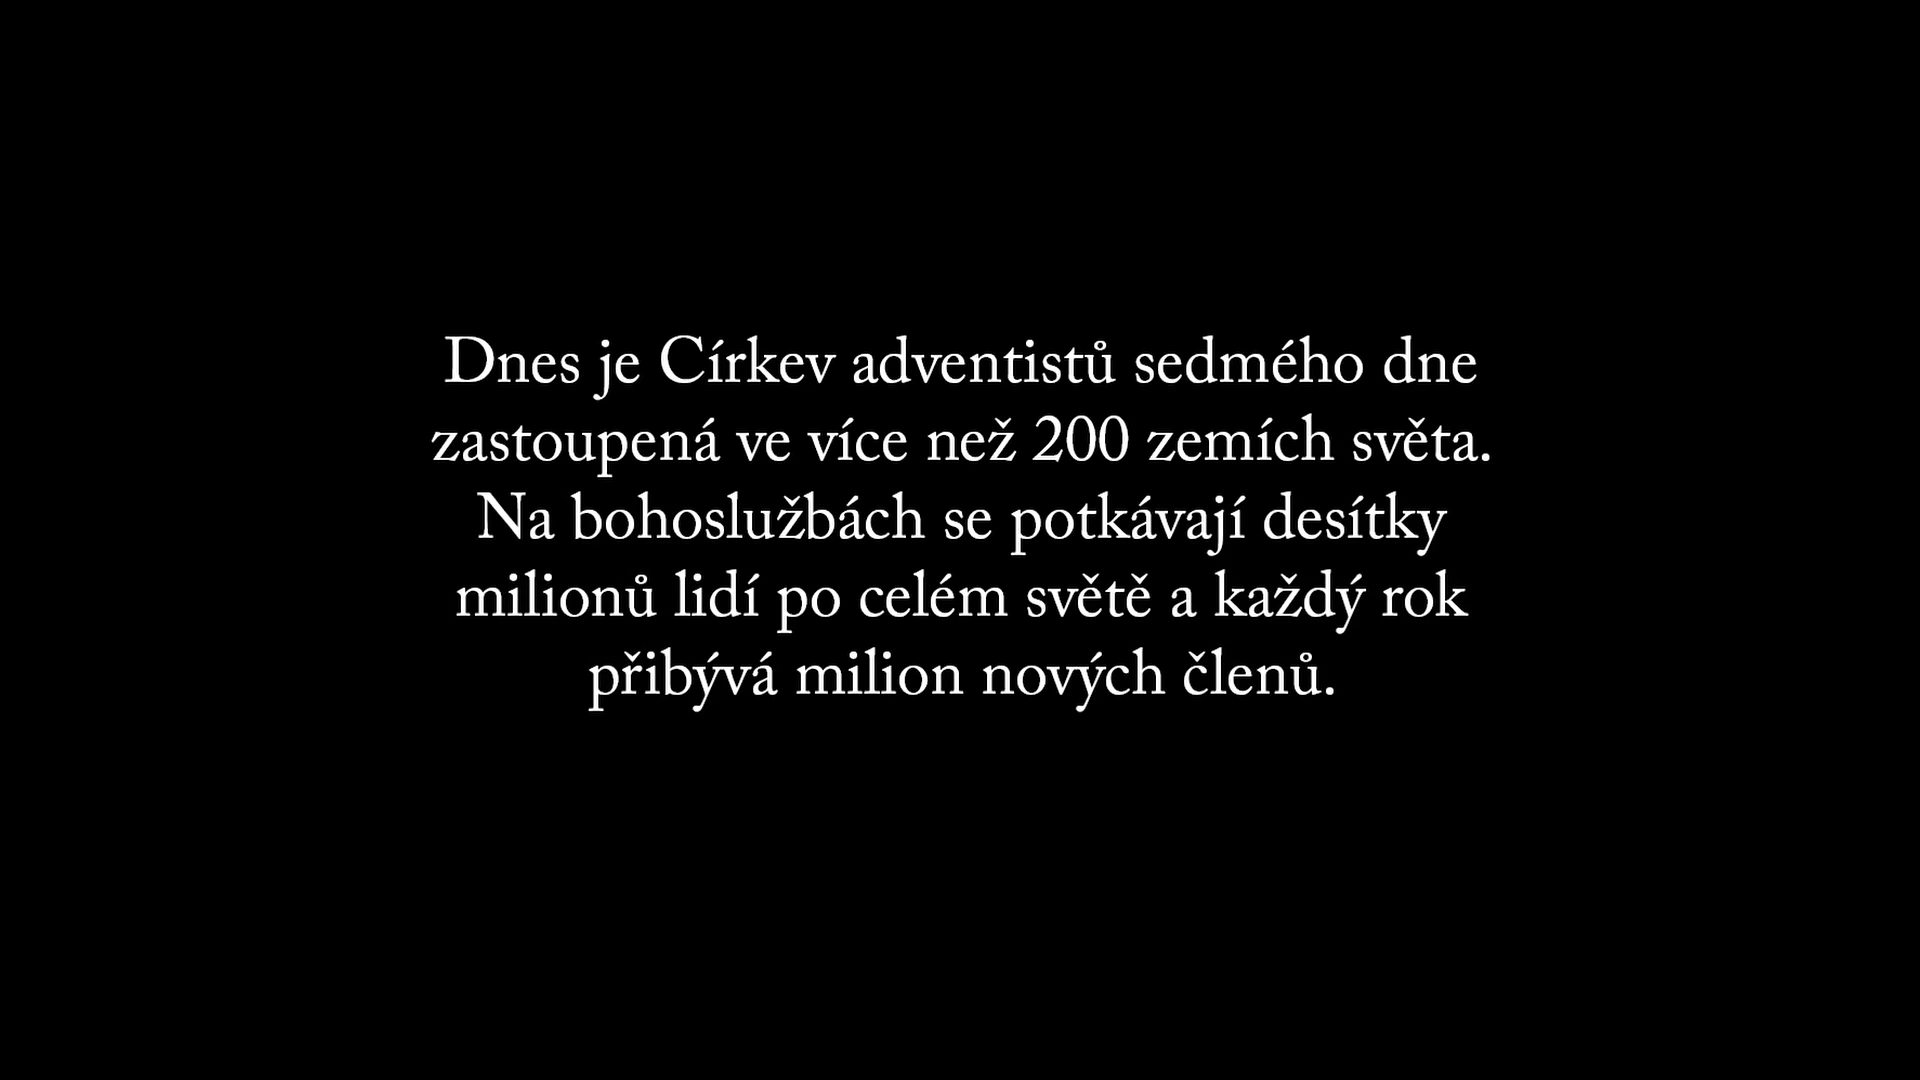 Dnes je Církev adventistů sedmého dne
zastoupená ve více než 200 zemích světa.
Na bohoslužbách se potkávají desítky
milionů lidí po celém světě a každý rok
přibývá milion nových členů.